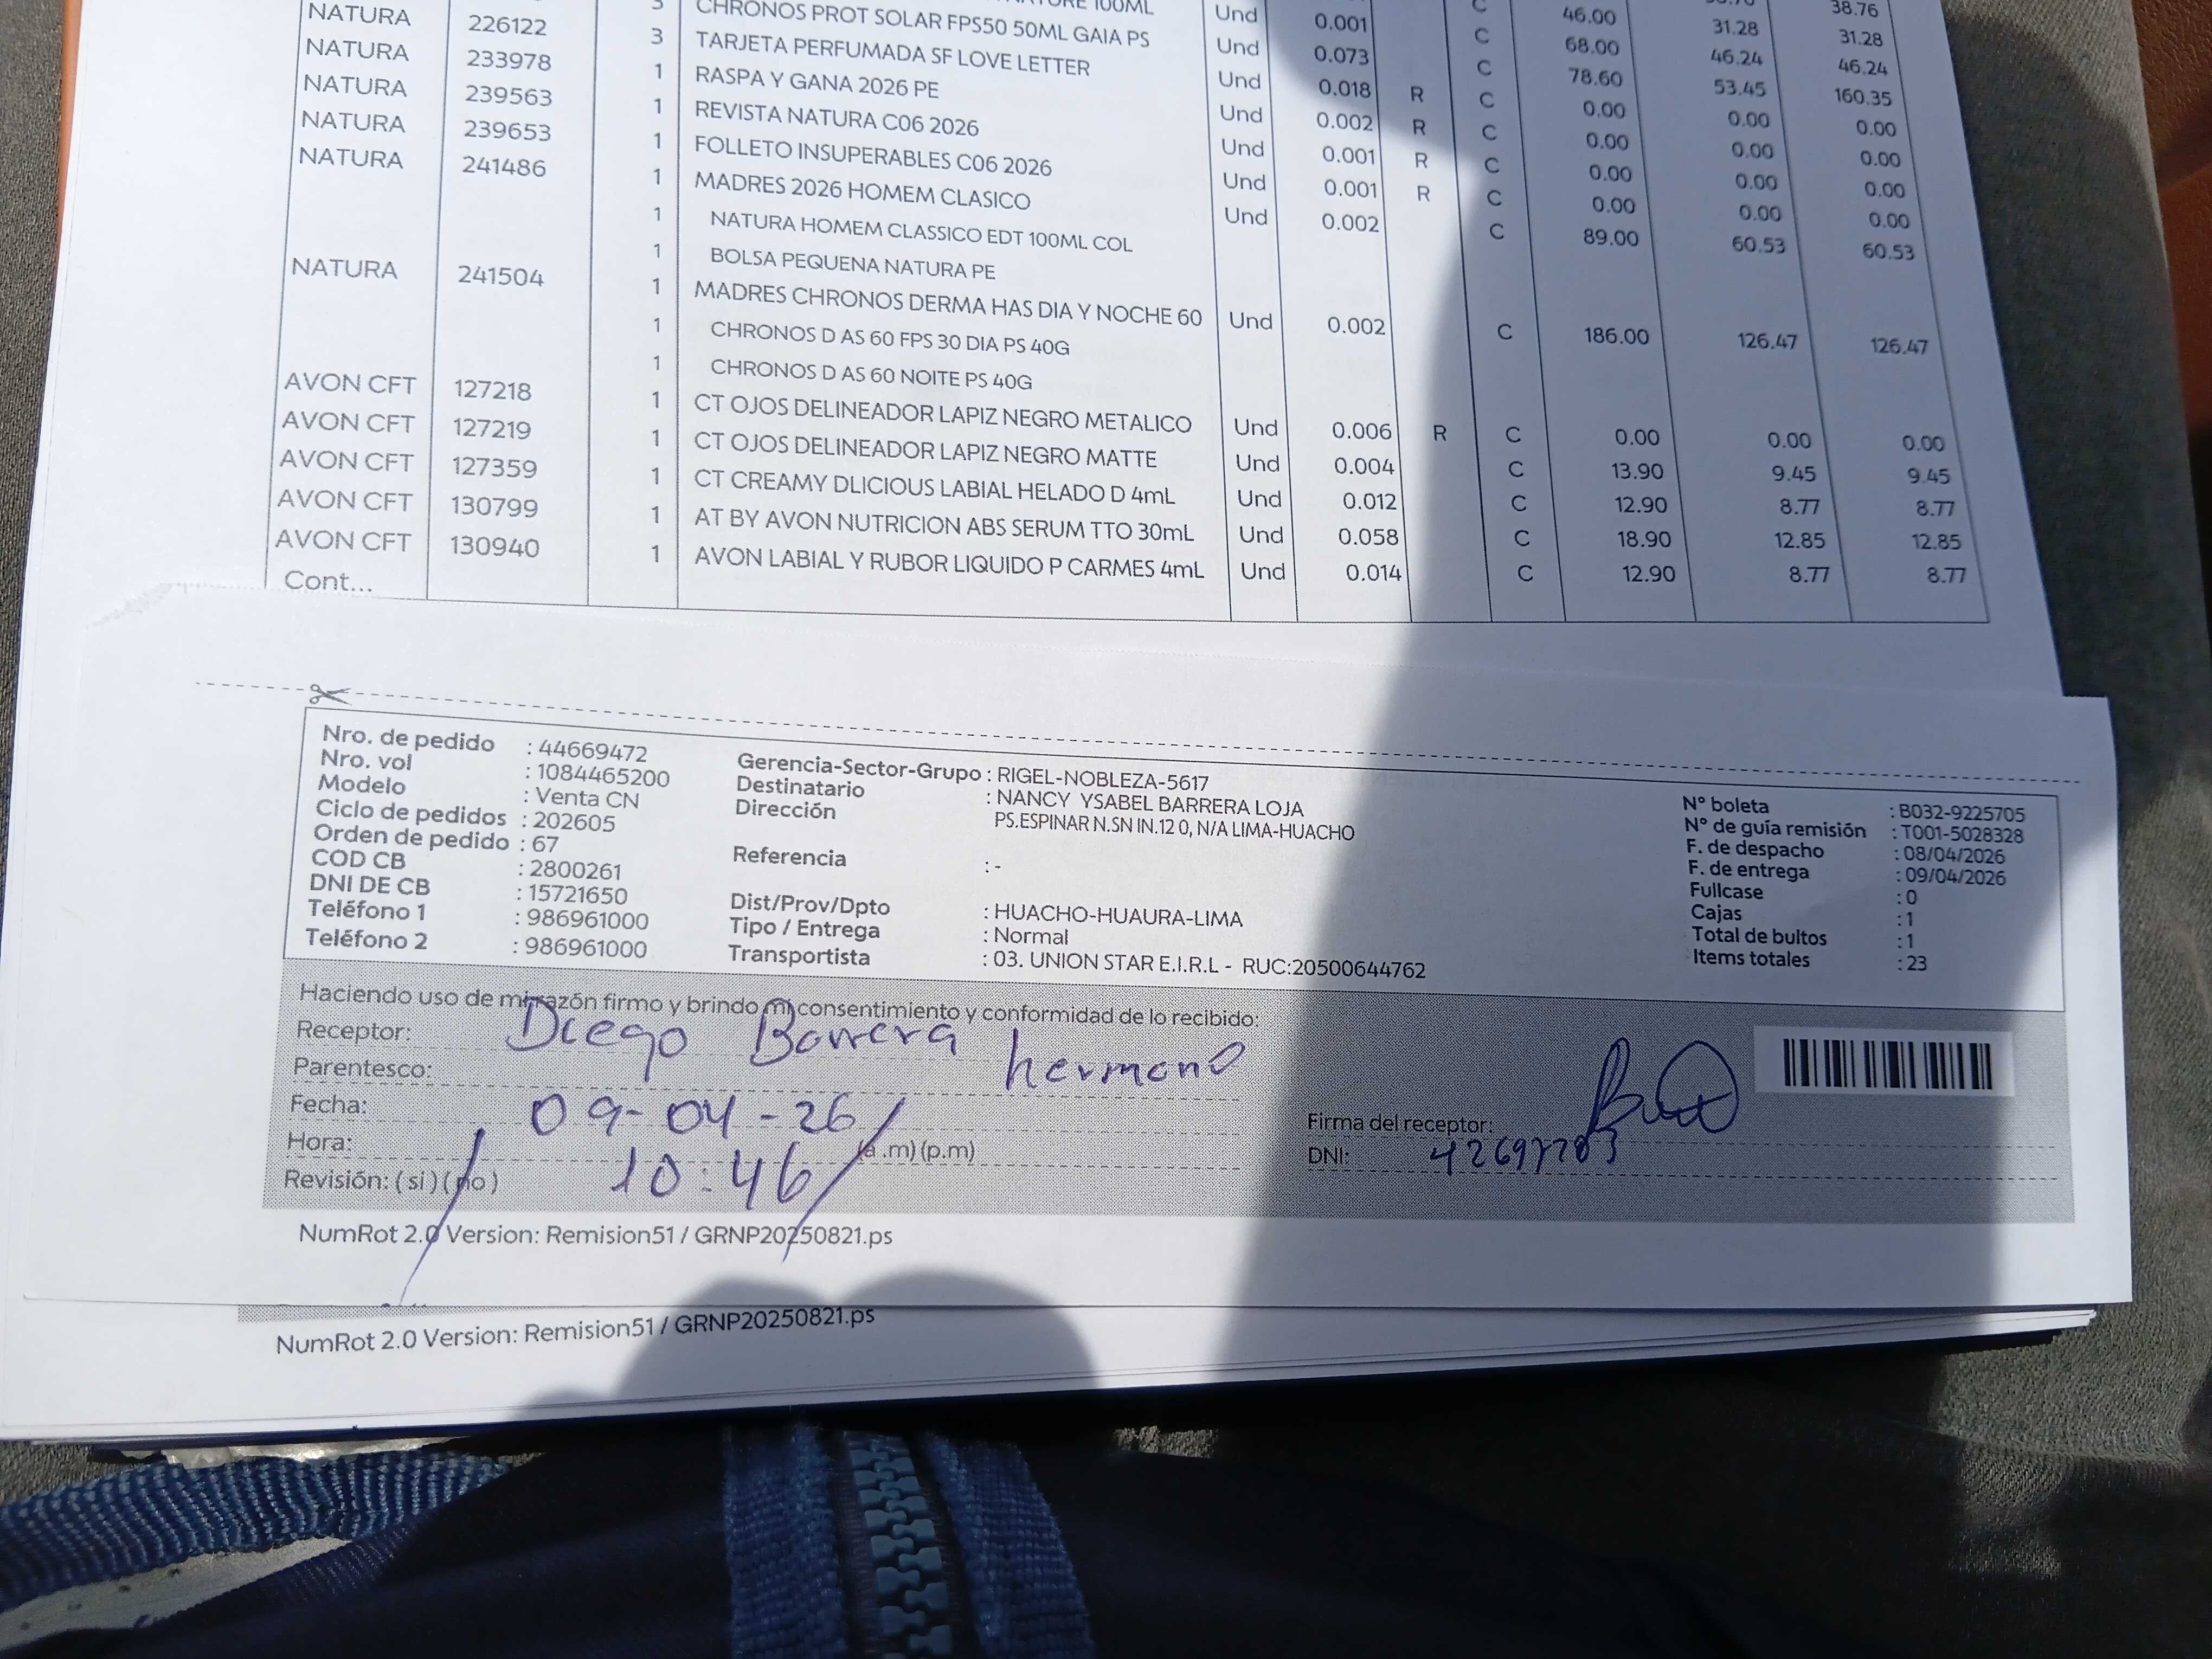 NATURA 226122 3 CHRONOS PROT SOLAR FPS50 50ML GAIA PS Und 0.001 C 46.00 31.28 31.28
NATURA 233978 3 TARJETA PERFUMADA SF LOVE LETTER Und 0.073 C 68.00 46.24 46.24
NATURA 239563 1 RASPA Y GANA 2026 PE Und 0.018 R C 78.60 53.45 160.35
NATURA 239653 1 REVISTA NATURA C06 2026 Und 0.002 R C 0.00 0.00 0.00
NATURA 241486 1 FOLLETO INSUPERABLES C06 2026 Und 0.001 R C 0.00 0.00 0.00
1 MADRES 2026 HOMEM CLASICO Und 0.001 R C 0.00 0.00 0.00
1 NATURA HOMEM CLASSICO EDT 100ML COL Und 0.002 C 0.00 0.00 0.00
1 BOLSA PEQUENA NATURA PE 89.00 60.53 60.53
NATURA 241504 1 MADRES CHRONOS DERMA HAS DIA Y NOCHE 60 Und 0.002 C 186.00 126.47 126.47
1 CHRONOS D AS 60 FPS 30 DIA PS 40G
1 CHRONOS D AS 60 NOITE PS 40G
AVON CFT 127218 1 CT OJOS DELINEADOR LAPIZ NEGRO METALICO Und 0.006 R C 0.00 0.00 0.00
AVON CFT 127219 1 CT OJOS DELINEADOR LAPIZ NEGRO MATTE Und 0.004 C 13.90 9.45 9.45
AVON CFT 127359 1 CT CREAMY DLICIOUS LABIAL HELADO D 4mL Und 0.012 C 12.90 8.77 8.77
AVON CFT 130799 1 AT BY AVON NUTRICION ABS SERUM TTO 30mL Und 0.058 C 18.90 12.85 12.85
AVON CFT 130940 1 AVON LABIAL Y RUBOR LIQUIDO P CARMES 4mL Und 0.014 C 12.90 8.77 8.77
Cont...
Nro. de pedido : 44669472
Nro. vol : 1084465200
Modelo : Venta CN
Ciclo de pedidos : 202605
Orden de pedido : 67
COD CB : 2800261
DNI DE CB : 15721650
Teléfono 1 : 986961000
Teléfono 2 : 986961000
Gerencia-Sector-Grupo : RIGEL-NOBLEZA-5617
Destinatario : NANCY YSABEL BARRERA LOJA
Dirección PS.ESPINAR N.SN IN.12 0, N/A LIMA-HUACHO
Referencia : -
Dist/Prov/Dpto : HUACHO-HUAURA-LIMA
Tipo / Entrega : Normal
Transportista : 03. UNION STAR E.I.R.L - RUC:20500644762
N° boleta : B032-9225705
N° de guía remisión : T001-5028328
F. de despacho : 08/04/2026
F. de entrega : 09/04/2026
Fullcase : 0
Cajas : 1
Total de bultos : 1
Items totales : 23
Haciendo uso de mi razón firmo y brindo mi consentimiento y conformidad de lo recibido:
Receptor: Diego Barrera
Parentesco: hermano
Fecha: 09-04-26
Hora: 10:46 (a.m)(p.m)
Revisión: (si) (no)
Firma del receptor:
DNI:
NumRot 2.0 Version: Remision51 / GRNP20250821.ps
NumRot 2.0 Version: Remision51 / GRNP20250821.ps